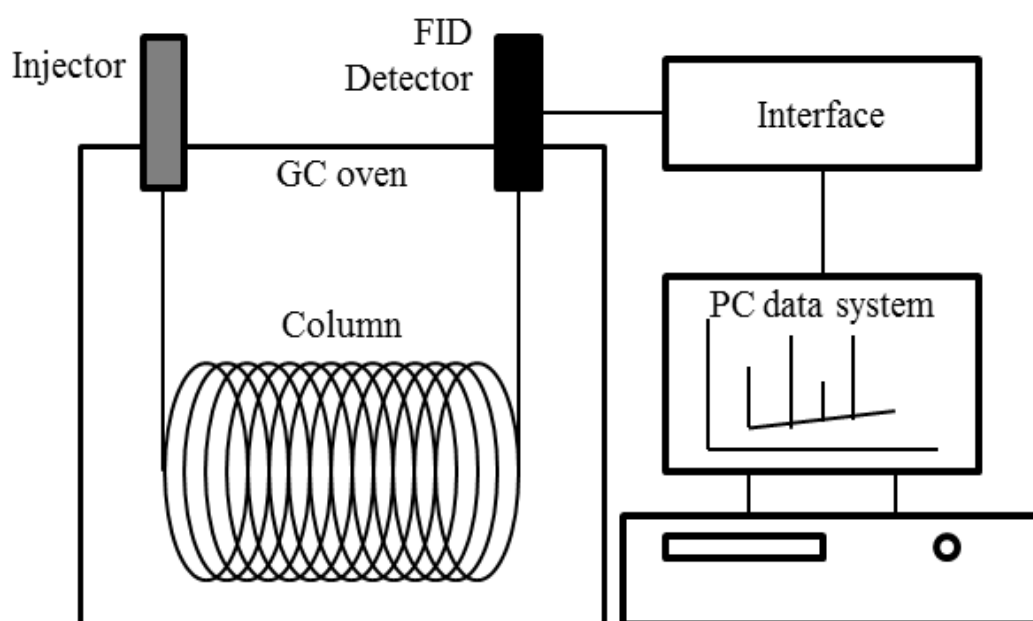 Injector
FID
Detector
Interface
GC oven
Column
PC data system